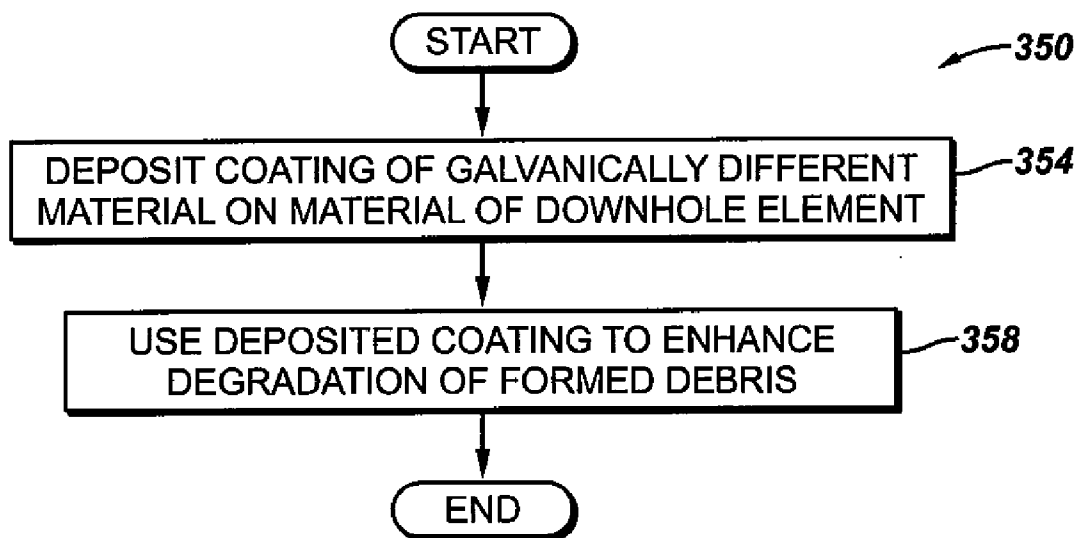 START
350
DEPOSIT COATING OF GALVANICALLY DIFFERENT
MATERIAL ON MATERIAL OF DOWNHOLE ELEMENT
354
USE DEPOSITED COATING TO ENHANCE
DEGRADATION OF FORMED DEBRIS
358
END